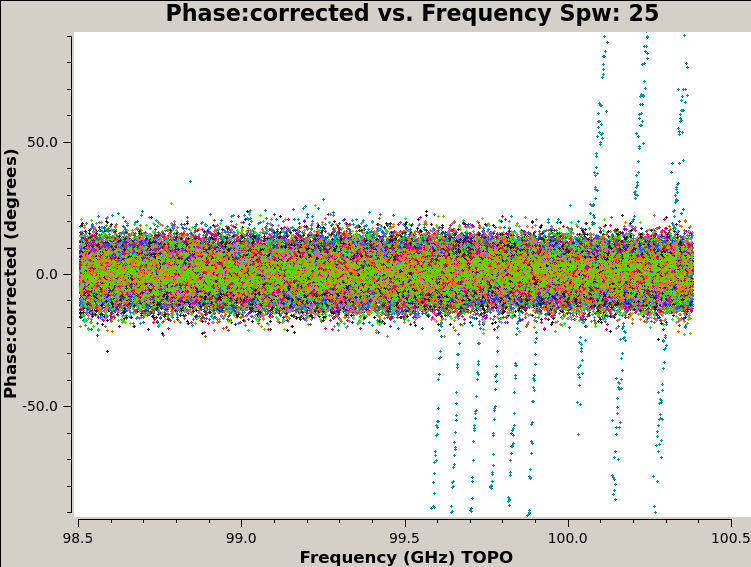 Phase:corrected vs. Frequency Spw: 25
Phase:corrected (degrees)
50.0
0.0
-50.0
98.5 99.0 99.5 100.0 100.5
Frequency (GHz) TOPO